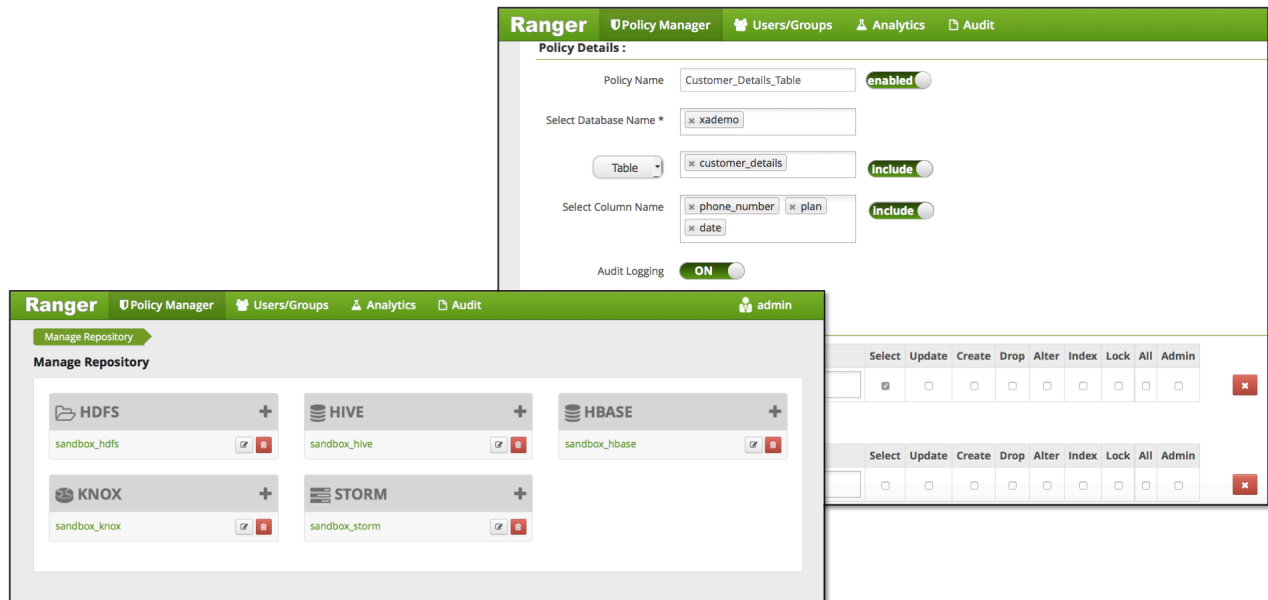 Ranger Policy Manager Users/Groups Analytics Audit
Policy Details :
Policy Name Customer_Details_Table enabled
Select Database Name * xademo
Table customer_details include
Select Column Name phone_number plan include
date
Audit Logging ON
Select Update Create Drop Alter Index Lock All Admin
Select Update Create Drop Alter Index Lock All Admin
Ranger Policy Manager Users/Groups Analytics Audit admin
Manage Repository
Manage Repository
HDFS HIVE HBASE
sandbox_hdfs sandbox_hive sandbox_hbase
KNOX STORM
sandbox_knox sandbox_storm